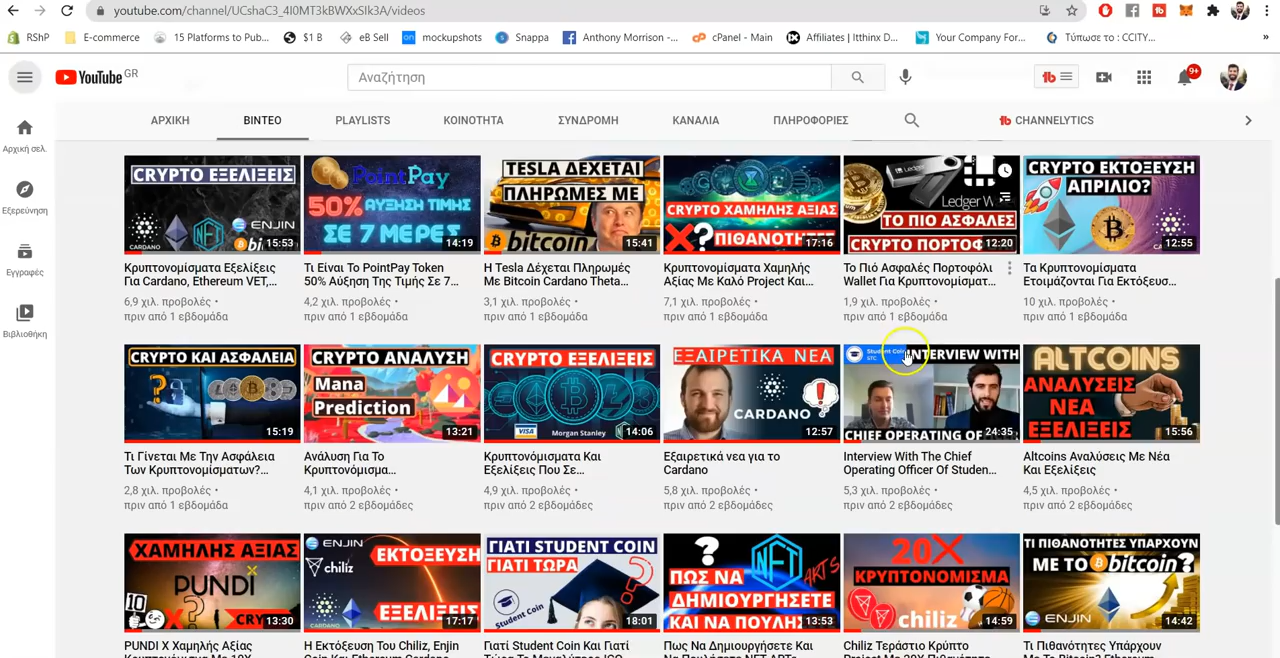 youtube.com/channel/UCshaC3_4I0MT3kBWXxSIk3A/videos
RShP E-commerce 15 Platforms to Pub... $1 B eB Sell mockupshots Snappa Anthony Morrison -... cPanel - Main Affiliates | Itthinx D... Your Company For... Τύπωσε το : CCITY... »
YouTube GR
Αναζήτηση
9+
ΑΡΧΙΚΗ ΒΙΝΤΕΟ PLAYLISTS ΚΟΙΝΟΤΗΤΑ ΣΥΝΔΡΟΜΗ ΚΑΝΑΛΙΑ ΠΛΗΡΟΦΟΡΙΕΣ CHANNELYTICS
Αρχική σελ.
Εξερεύνηση
Εγγραφές
Βιβλιοθήκη
CRYPTO ΕΞΕΛΙΞΕΙΣ
CARDANO
ENJIN
15:53
Κρυπτονομίσματα Εξελίξεις
Για Cardano, Ethereum VET,...
6,9 χιλ. προβολές •
πριν από 1 εβδομάδα
PointPay
50% ΑΥΞΗΣΗ ΤΙΜΗΣ
ΣΕ 7 ΜΕΡΕΣ
14:19
Τι Είναι Το PointPay Token
50% Αύξηση Της Τιμής Σε 7...
4,2 χιλ. προβολές •
πριν από 1 εβδομάδα
TESLA ΔΕΧΕΤΑΙ
ΠΛΗΡΩΜΕΣ ΜΕ
bitcoin
15:41
Η Tesla Δέχεται Πληρωμές
Με Bitcoin Cardano Theta...
3,1 χιλ. προβολές •
πριν από 1 εβδομάδα
CRYPTO ΧΑΜΗΛΗΣ ΑΞΙΑΣ
ΠΙΘΑΝΟΤΗΤΕΣ
17:16
Κρυπτονομίσματα Χαμηλής
Αξίας Με Καλό Project Και...
7,1 χιλ. προβολές •
πριν από 1 εβδομάδα
Ledger
ΤΟ ΠΙΟ ΑΣΦΑΛΕΣ
CRYPTO ΠΟΡΤΟΦ
12:20
Το Πιό Ασφαλές Πορτοφόλι
Wallet Για Κρυπτονομίσματ...
1,9 χιλ. προβολές •
πριν από 1 εβδομάδα
CRYPTO ΕΚΤΟΞΕΥΣΗ
ΑΠΡΙΛΙΟ?
12:55
Τα Κρυπτονομίσματα
Ετοιμάζονται Για Εκτόξευσ...
10 χιλ. προβολές •
πριν από 1 εβδομάδα
CRYPTO ΚΑΙ ΑΣΦΑΛΕΙΑ
15:19
Τι Γίνεται Με Την Ασφάλεια
Των Κρυπτονομισμάτων?...
2,8 χιλ. προβολές •
πριν από 1 εβδομάδα
CRYPTO ΑΝΑΛΥΣΗ
Mana
Prediction
13:21
Ανάλυση Για Το
Κρυπτονόμισμα...
4,1 χιλ. προβολές •
πριν από 2 εβδομάδες
CRYPTO ΕΞΕΛΙΞΕΙΣ
VISA
Morgan Stanley
14:06
Κρυπτονόμισματα Και
Εξελίξεις Που Σε...
4,9 χιλ. προβολές •
πριν από 2 εβδομάδες
ΕΞΑΙΡΕΤΙΚΑ ΝΕΑ
CARDANO
12:57
Εξαιρετικά νεα για το
Cardano
5,8 χιλ. προβολές •
πριν από 2 εβδομάδες
Student Coin
STC
INTERVIEW WITH
CHIEF OPERATING OF
24:35
Interview With The Chief
Operating Officer Of Studen...
5,3 χιλ. προβολές •
πριν από 2 εβδομάδες
ALTCOINS
ΑΝΑΛΥΣΕΙΣ
ΝΕΑ
ΕΞΕΛΙΞΕΙΣ
15:56
Altcoins Αναλύσεις Με Νέα
Και Εξελίξεις
4,5 χιλ. προβολές •
πριν από 2 εβδομάδες
ΧΑΜΗΛΗΣ ΑΞΙΑΣ
PUNDI X
10
13:30
PUNDI X Χαμηλής Αξίας
ENJIN
chiliz
ΕΚΤΟΞΕΥΣΗ
CARDANO
ΕΞΕΛΙΞΕΙΣ
17:17
Η Εκτόξευση Του Chiliz, Enjin
ΓΙΑΤΙ STUDENT COIN
ΓΙΑΤΙ ΤΩΡΑ
Student Coin
18:01
Γιατί Student Coin Και Γιατί
ΠΩΣ ΝΑ
NFT ARTS
ΔΗΜΙΟΥΡΓΗΣΕΤΕ
ΚΑΙ ΝΑ ΠΟΥΛΗΣ
13:53
Πως Να Δημιουργήσετε Και
20X
ΚΡΥΠΤΟΝΟΜΙΣΜΑ
chiliz
14:59
Chiliz Τεράστιο Κρύπτο
ΤΙ ΠΙΘΑΝΟΤΗΤΕΣ ΥΠΑΡΧΟΥΝ
ΜΕ ΤΟ bitcoin?
ENJIN
14:42
Τι Πιθανότητες Υπάρχουν